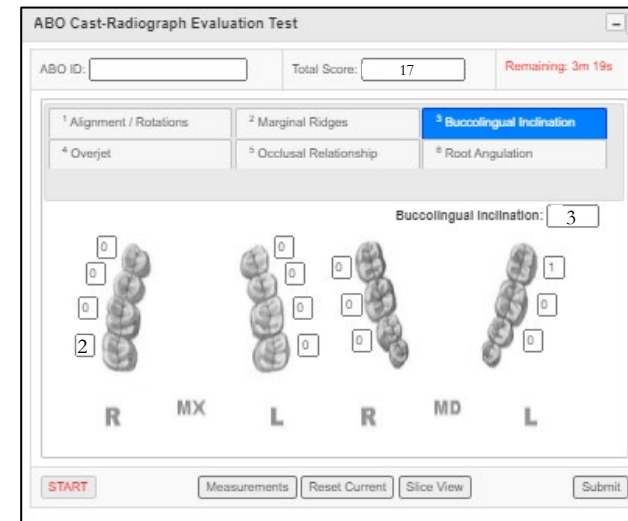 ABO Cast-Radiograph Evaluation Test
ABO ID: Total Score: 17 Remaining: 3m 19s
1 Alignment / Rotations 2 Marginal Ridges 3 Buccolingual Inclination
4 Overjet 5 Occlusal Relationship 6 Root Angulation
Buccolingual Inclination: 3
0 0 0 1
0 0 0 0
0 0 0 0
2 0
R MX L R MD L
START Measurements Reset Current Slice View Submit